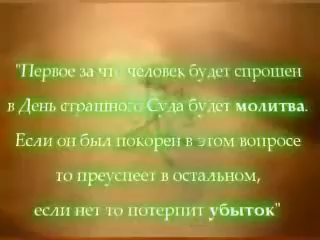 "Первое за что человек будет спрошен
в День страшного Суда будет молитва.
Если он был покорен в этом вопросе
то преуспеет в остальном,
если нет то потерпит убыток"